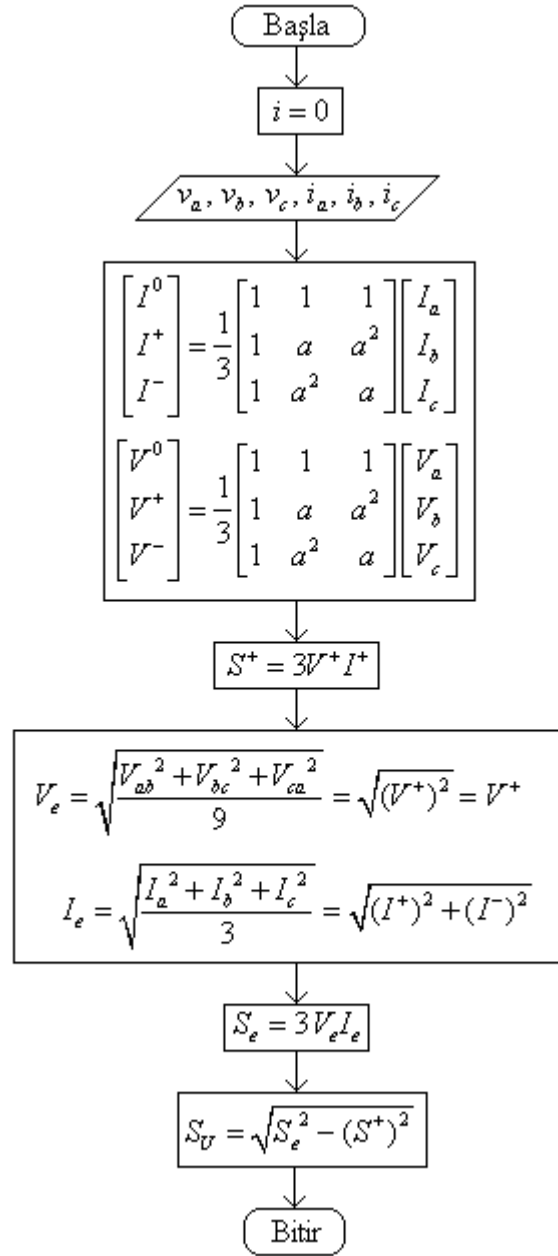 Başla
i = 0
v_a, v_b, v_c, i_a, i_b, i_c
[I^0 I^+ I^-] = 1/3 [1 1 1; 1 a a^2; 1 a^2 a] [I_a I_b I_c]
[V^0 V^+ V^-] = 1/3 [1 1 1; 1 a a^2; 1 a^2 a] [V_a V_b V_c]
S^+ = 3V^+ I^+
V_e = √((V_ab^2 + V_bc^2 + V_ca^2)/9) = √((V^+)^2) = V^+
I_e = √((I_a^2 + I_b^2 + I_c^2)/3) = √((I^+)^2 + (I^-)^2)
S_e = 3V_e I_e
S_U = √(S_e^2 - (S^+)^2)
Bitir